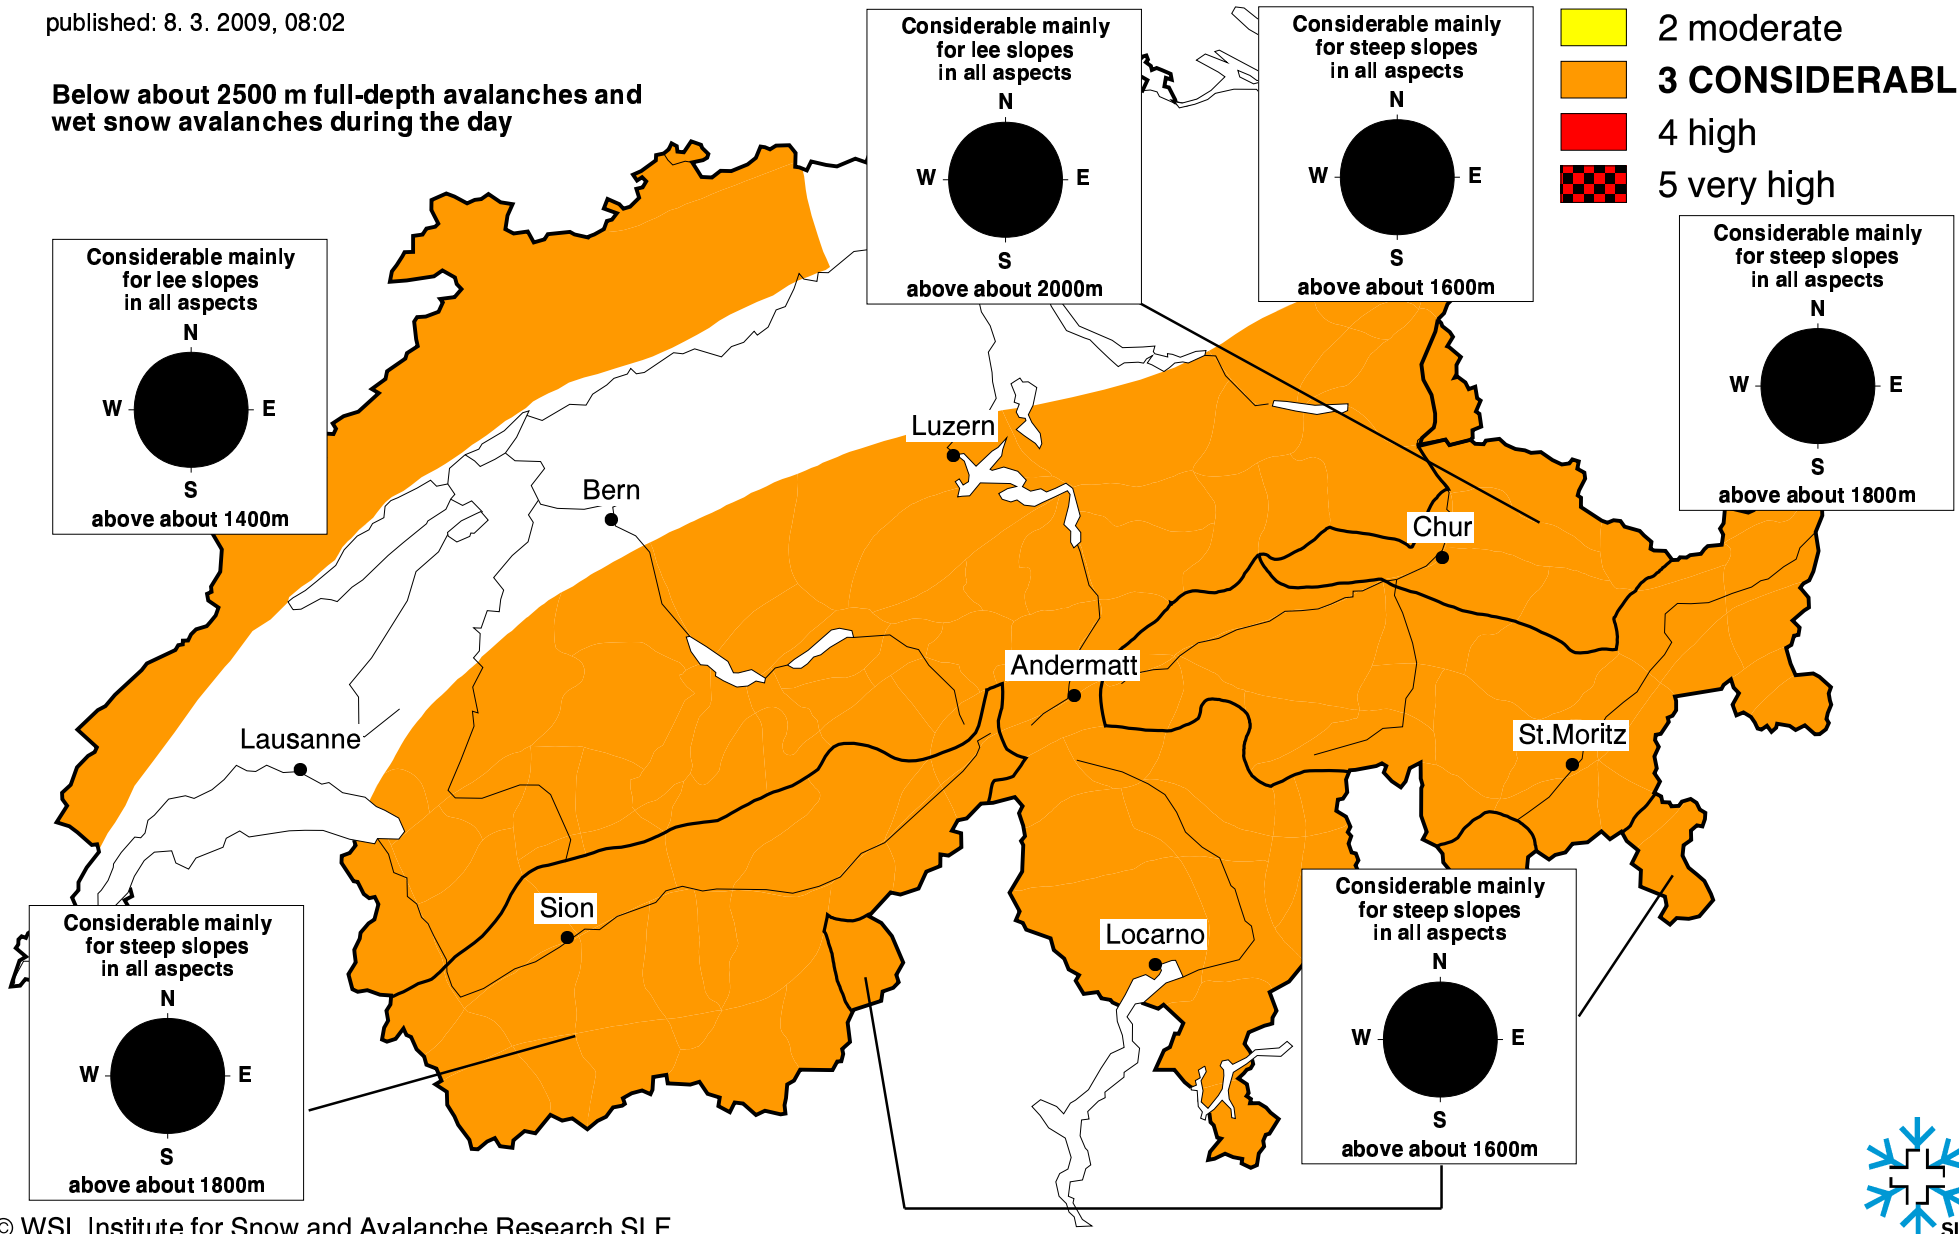 published: 8. 3. 2009, 08:02
Below about 2500 m full-depth avalanches and
wet snow avalanches during the day
Considerable mainly
for lee slopes
in all aspects
N
W
E
S
above about 2000m
Considerable mainly
for steep slopes
in all aspects
N
W
E
S
above about 1600m
2 moderate
3 CONSIDERABL
4 high
5 very high
Considerable mainly
for lee slopes
in all aspects
N
W
E
S
above about 1400m
Considerable mainly
for steep slopes
in all aspects
N
W
E
S
above about 1800m
Luzern
Bern
Chur
Andermatt
St.Moritz
Lausanne
Sion
Locarno
Considerable mainly
for steep slopes
in all aspects
N
W
E
S
above about 1800m
Considerable mainly
for steep slopes
in all aspects
N
W
E
S
above about 1600m
© WSL Institute for Snow and Avalanche Research SLF